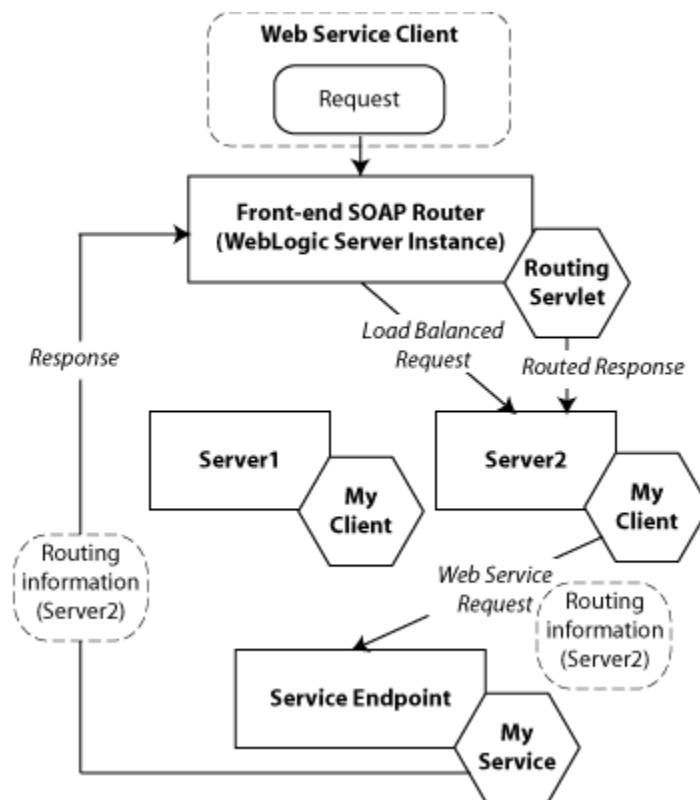 Web Service Client
Request
Front-end SOAP Router
(WebLogic Server Instance)
Routing
Servlet
Load Balanced
Request
Response
Routed Response
Server1
Server2
My
Client
My
Client
Routing
information
(Server2)
Web Service
Request
Routing
information
(Server2)
Service Endpoint
My
Service